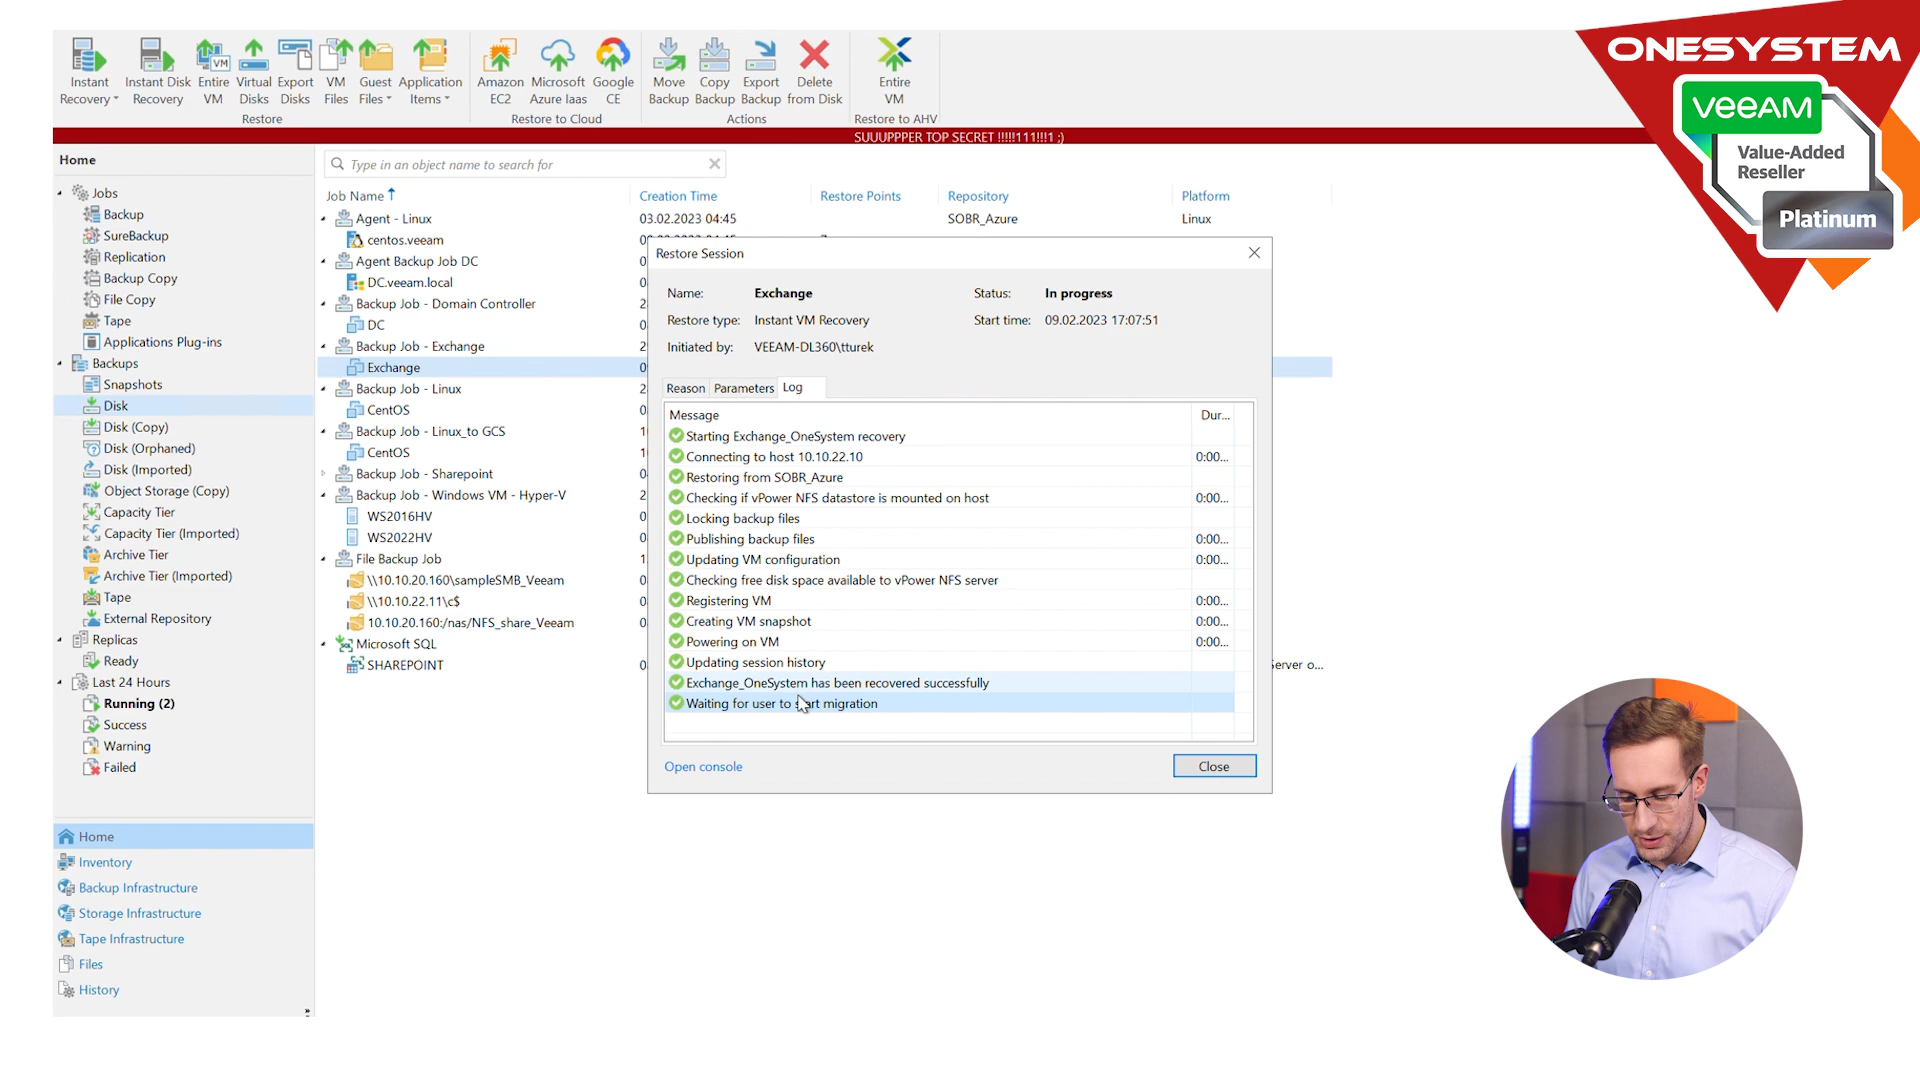 Instant Recovery
Instant Disk Recovery
Entire VM
Virtual Disks
Export Disks
VM Files
Guest Files
Application Items
Restore
Amazon EC2
Microsoft Azure Iaas
Google CE
Restore to Cloud
Move Backup
Copy Backup
Export Backup
Delete from Disk
Actions
Entire VM
Restore to AHV
SUUUPPPER TOP SECRET !!!!!111!!!1 ;)
ONESYSTEM
veeAM
Value-Added
Reseller
Platinum
Home
Jobs
Backup
SureBackup
Replication
Backup Copy
File Copy
Tape
Applications Plug-ins
Backups
Snapshots
Disk
Disk (Copy)
Disk (Orphaned)
Disk (Imported)
Object Storage (Copy)
Capacity Tier
Capacity Tier (Imported)
Archive Tier
Archive Tier (Imported)
Tape
External Repository
Replicas
Ready
Last 24 Hours
Running (2)
Success
Warning
Failed
Home
Inventory
Backup Infrastructure
Storage Infrastructure
Tape Infrastructure
Files
History
Type in an object name to search for
Job Name Creation Time Restore Points Repository Platform
Agent - Linux 03.02.2023 04:45 SOBR_Azure Linux
centos.veeam
Agent Backup Job DC
DC.veeam.local
Backup Job - Domain Controller
DC
Backup Job - Exchange
Exchange
Backup Job - Linux
CentOS
Backup Job - Linux_to GCS
CentOS
Backup Job - Sharepoint
Backup Job - Windows VM - Hyper-V
WS2016HV
WS2022HV
File Backup Job
\\10.10.20.160\sampleSMB_Veeam
\\10.10.22.11\c$
10.10.20.160:/nas/NFS_share_Veeam
Microsoft SQL
SHAREPOINT
Restore Session
Name: Exchange Status: In progress
Restore type: Instant VM Recovery Start time: 09.02.2023 17:07:51
Initiated by: VEEAM-DL360\tturek
Reason Parameters Log
Message Dur...
Starting Exchange_OneSystem recovery
Connecting to host 10.10.22.10 0:00...
Restoring from SOBR_Azure
Checking if vPower NFS datastore is mounted on host 0:00...
Locking backup files
Publishing backup files 0:00...
Updating VM configuration 0:00...
Checking free disk space available to vPower NFS server
Registering VM 0:00...
Creating VM snapshot 0:00...
Powering on VM 0:00...
Updating session history
Exchange_OneSystem has been recovered successfully
Waiting for user to start migration
Open console Close